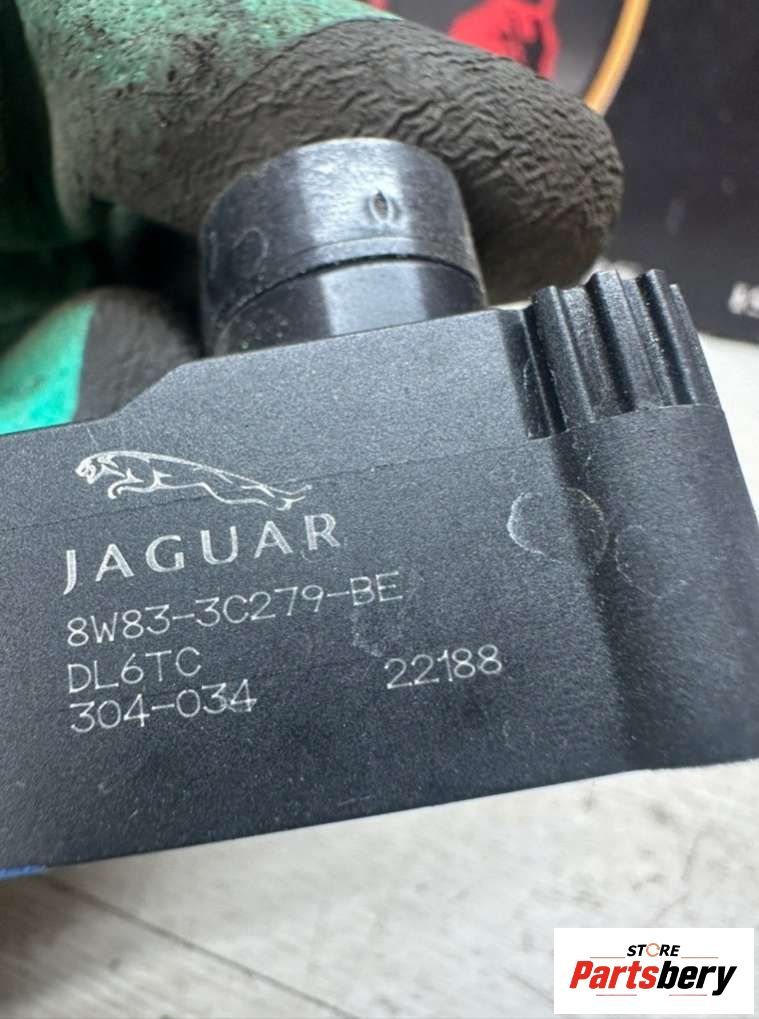 JAGUAR
8W83-3C279-BE
DL6TC
304-034 22188
STORE
Partsbery